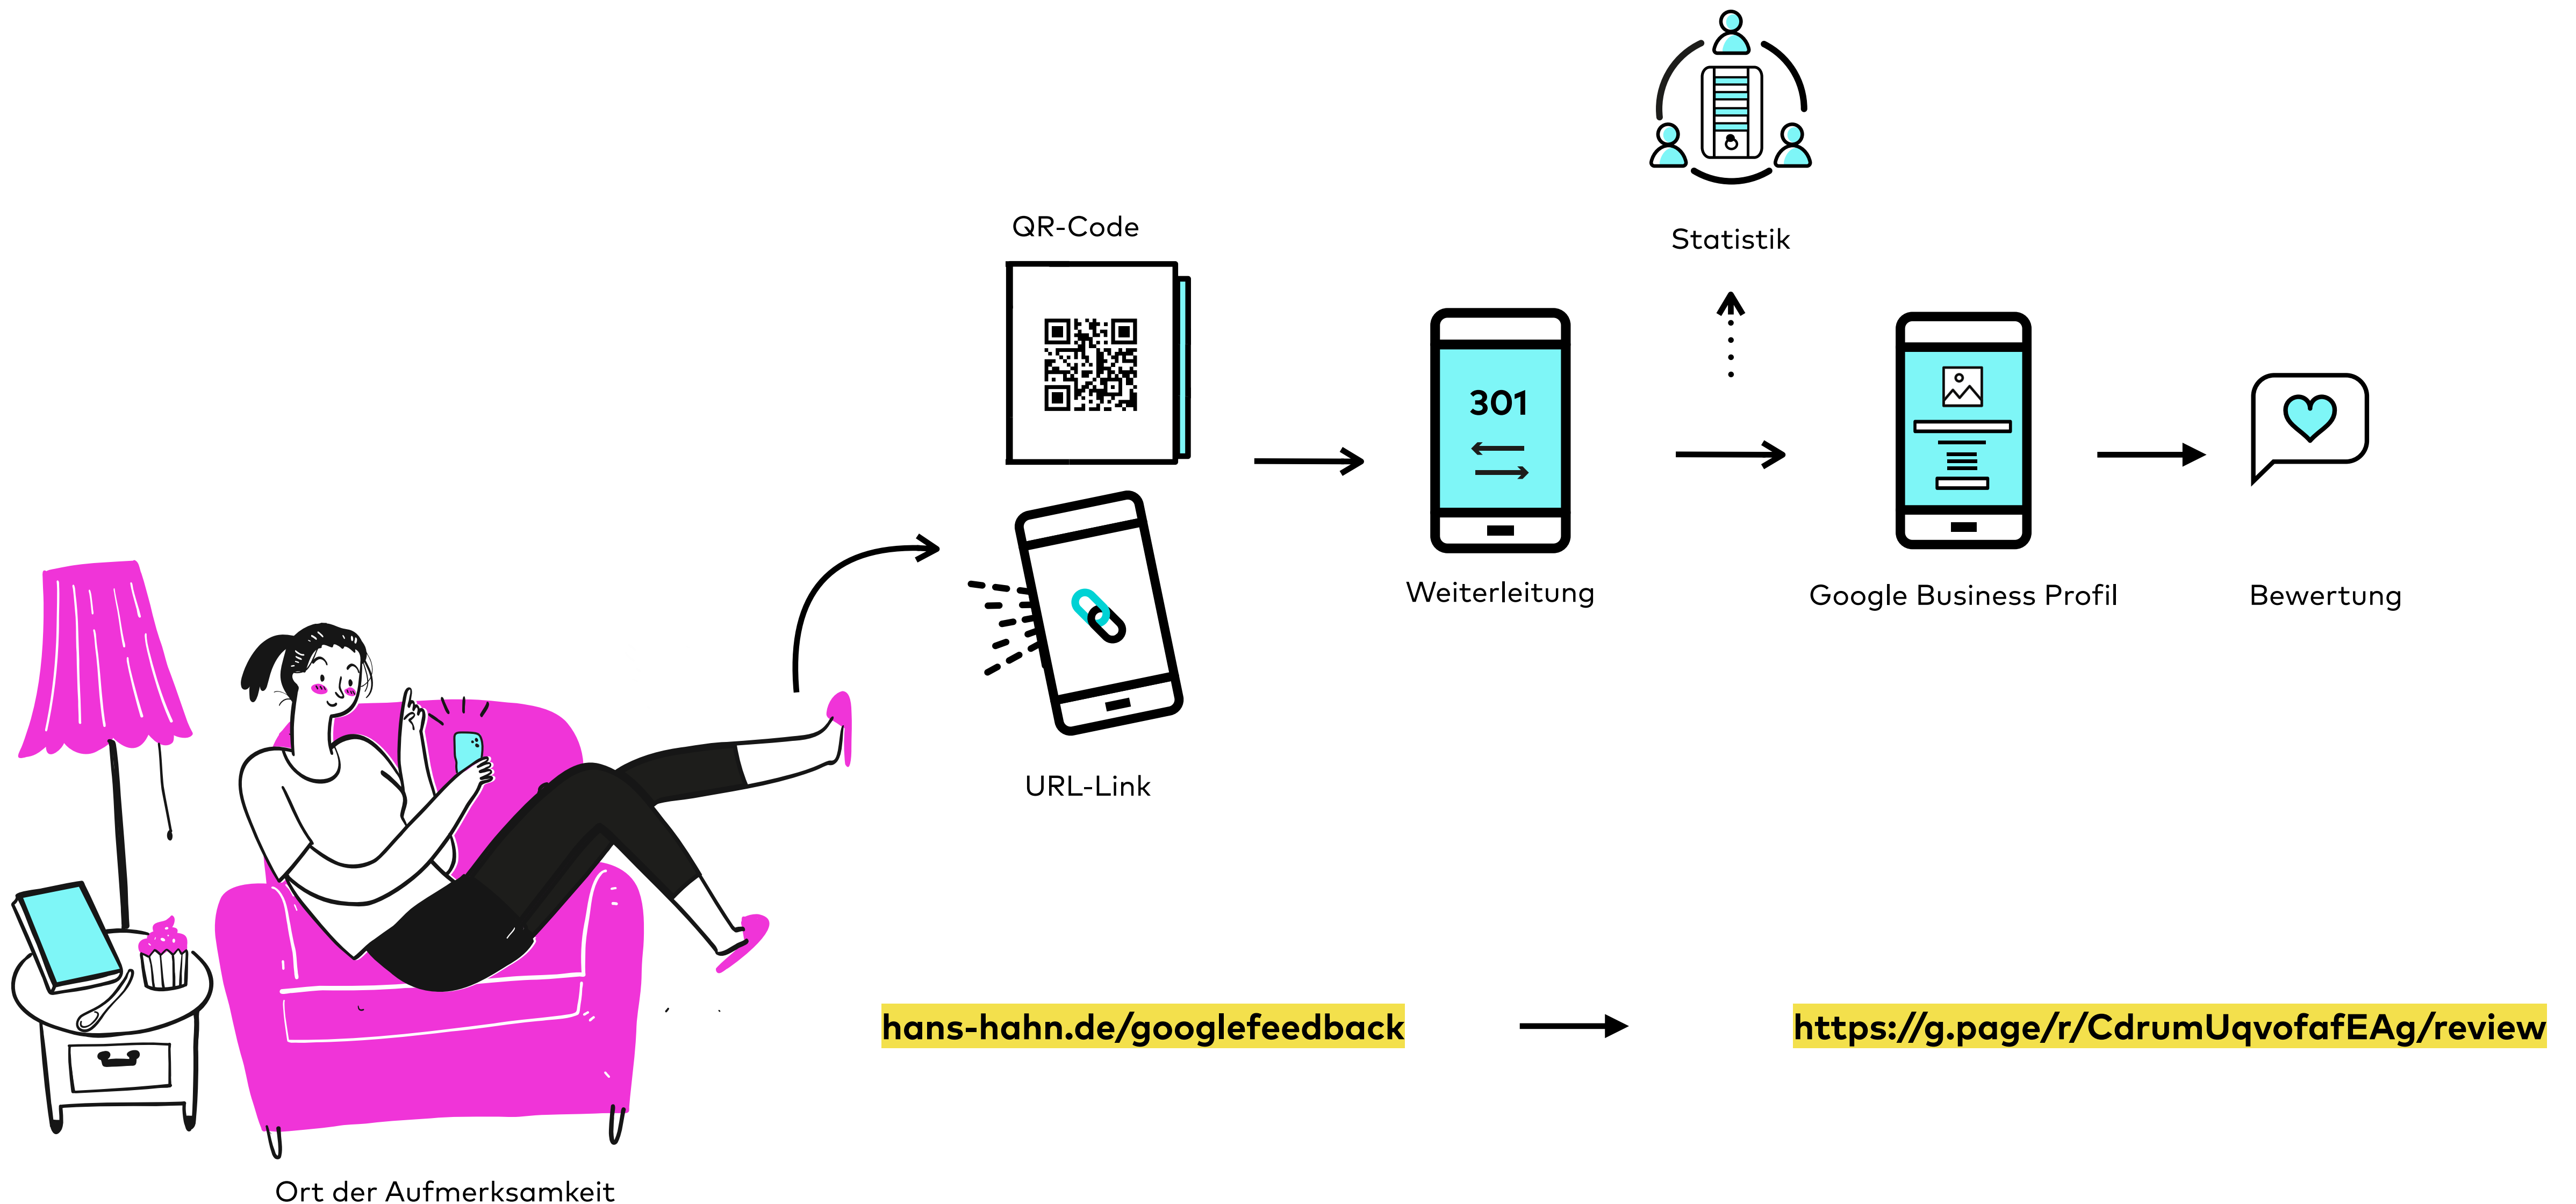 Statistik
QR-Code
301
Weiterleitung
Google Business Profil
Bewertung
URL-Link
hans-hahn.de/googlefeedback
https://g.page/r/CdrumUqvofafEAg/review
Ort der Aufmerksamkeit